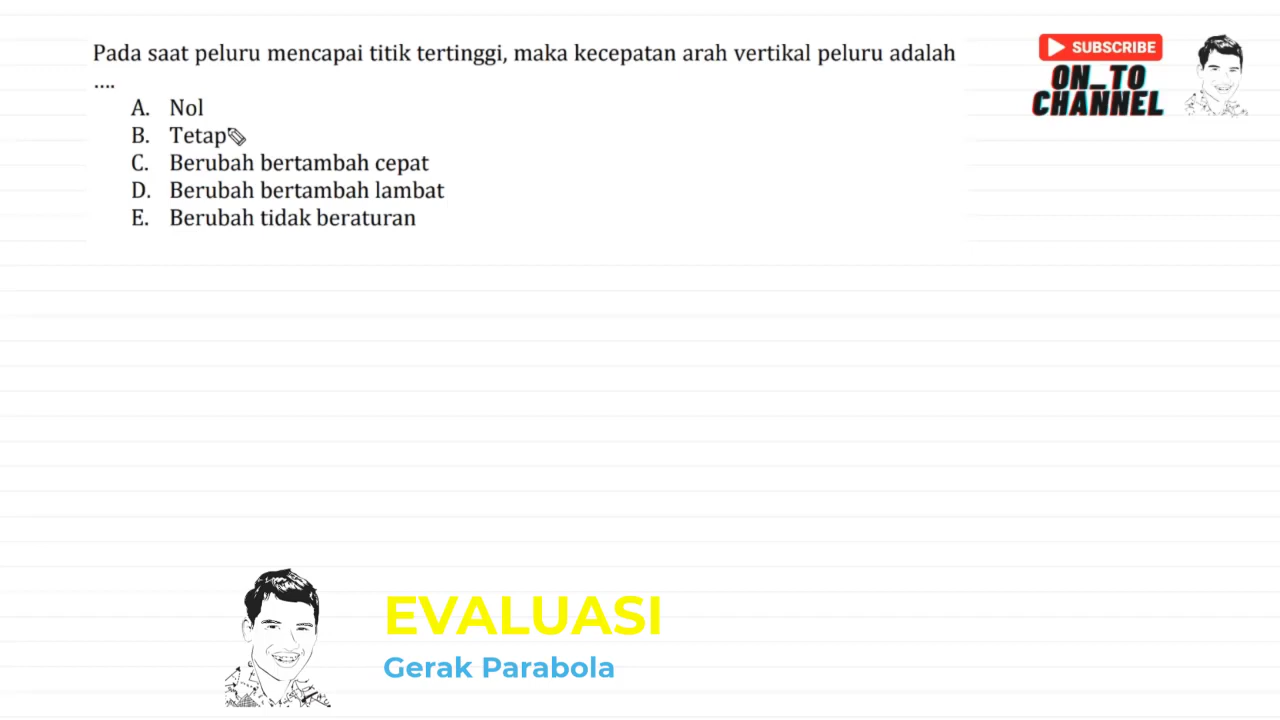 Pada saat peluru mencapai titik tertinggi, maka kecepatan arah vertikal peluru adalah
....
A. Nol
B. Tetap
C. Berubah bertambah cepat
D. Berubah bertambah lambat
E. Berubah tidak beraturan
SUBSCRIBE
ON_TO
CHANNEL
EVALUASI
Gerak Parabola